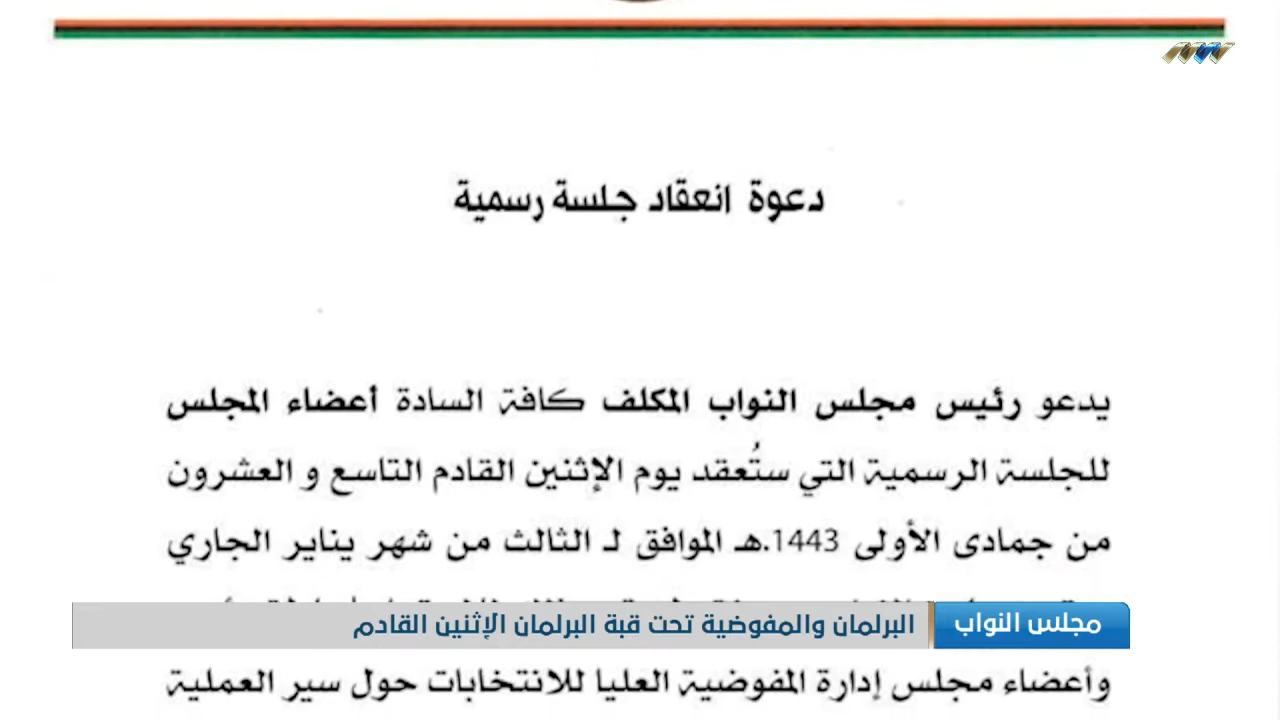 دعوة انعقاد جلسة رسمية
يدعو رئيس مجلس النواب المكلف كافة السادة أعضاء المجلس
للجلسة الرسمية التي ستُعقد يوم الإثنين القادم التاسع و العشرون
من جمادى الأولى 1443.هـ الموافق لـ الثالث من شهر يناير الجاري
مجلس النواب
البرلمان والمفوضية تحت قبة البرلمان الإثنين القادم
وأعضاء مجلس إدارة المفوضية العليا للانتخابات حول سير العملية